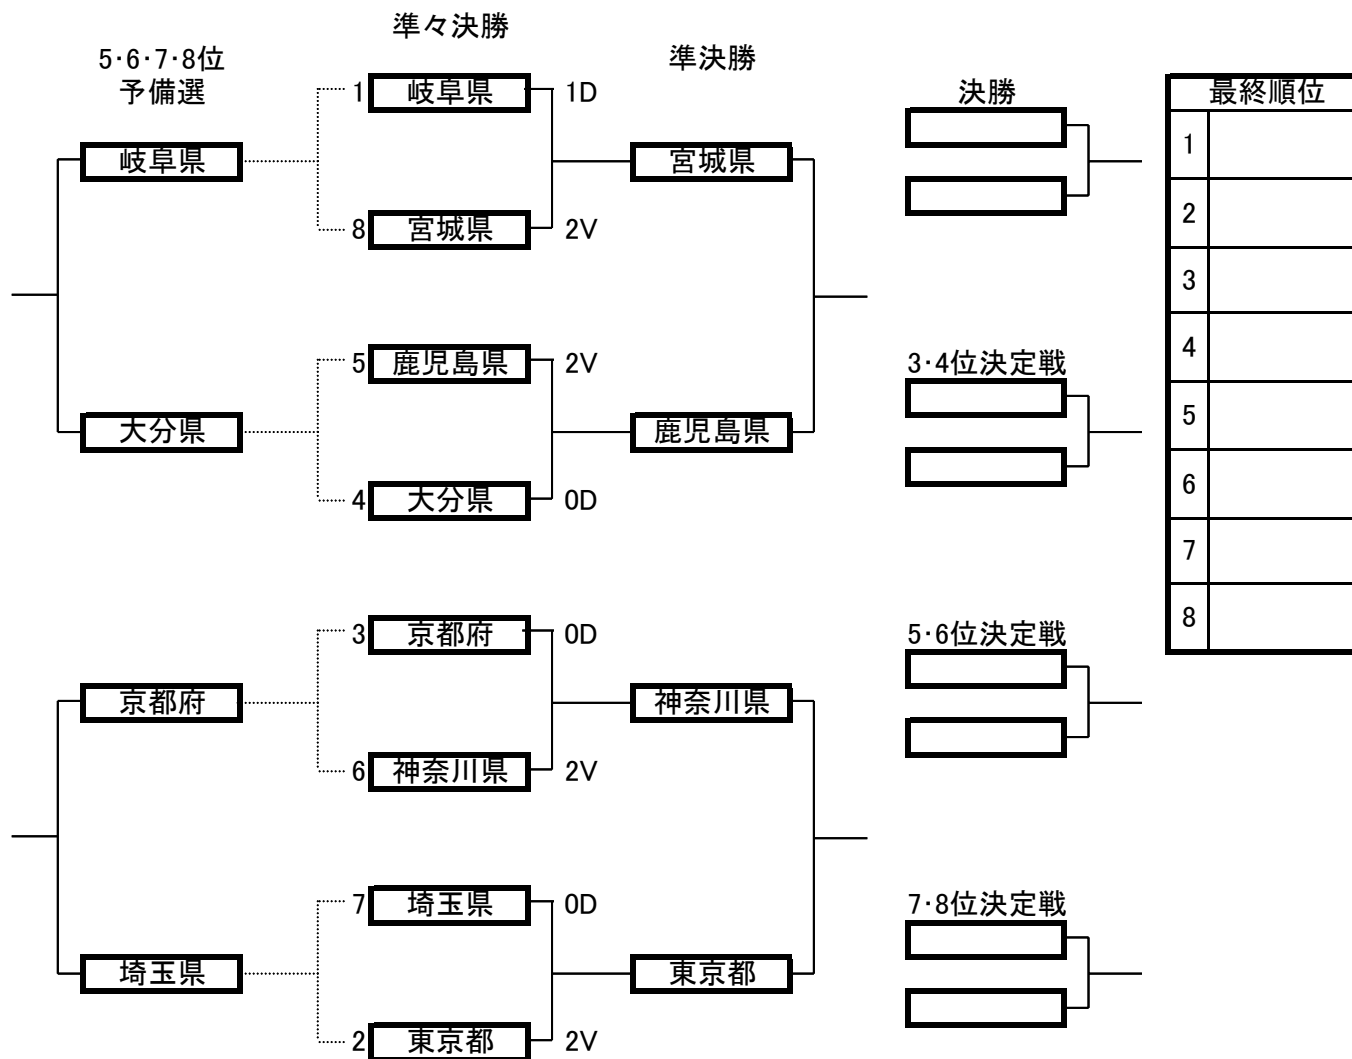 準々決勝
5・6・7・8位
予備選
準決勝
1 岐阜県 1D
決勝
最終順位
岐阜県
宮城県
1
8 宮城県 2V
2
3
5 鹿児島県 2V
3・4位決定戦
4
大分県
鹿児島県
5
4 大分県 0D
6
7
3 京都府 0D
5・6位決定戦
8
京都府
神奈川県
6 神奈川県 2V
7 埼玉県 0D
7・8位決定戦
埼玉県
東京都
2 東京都 2V